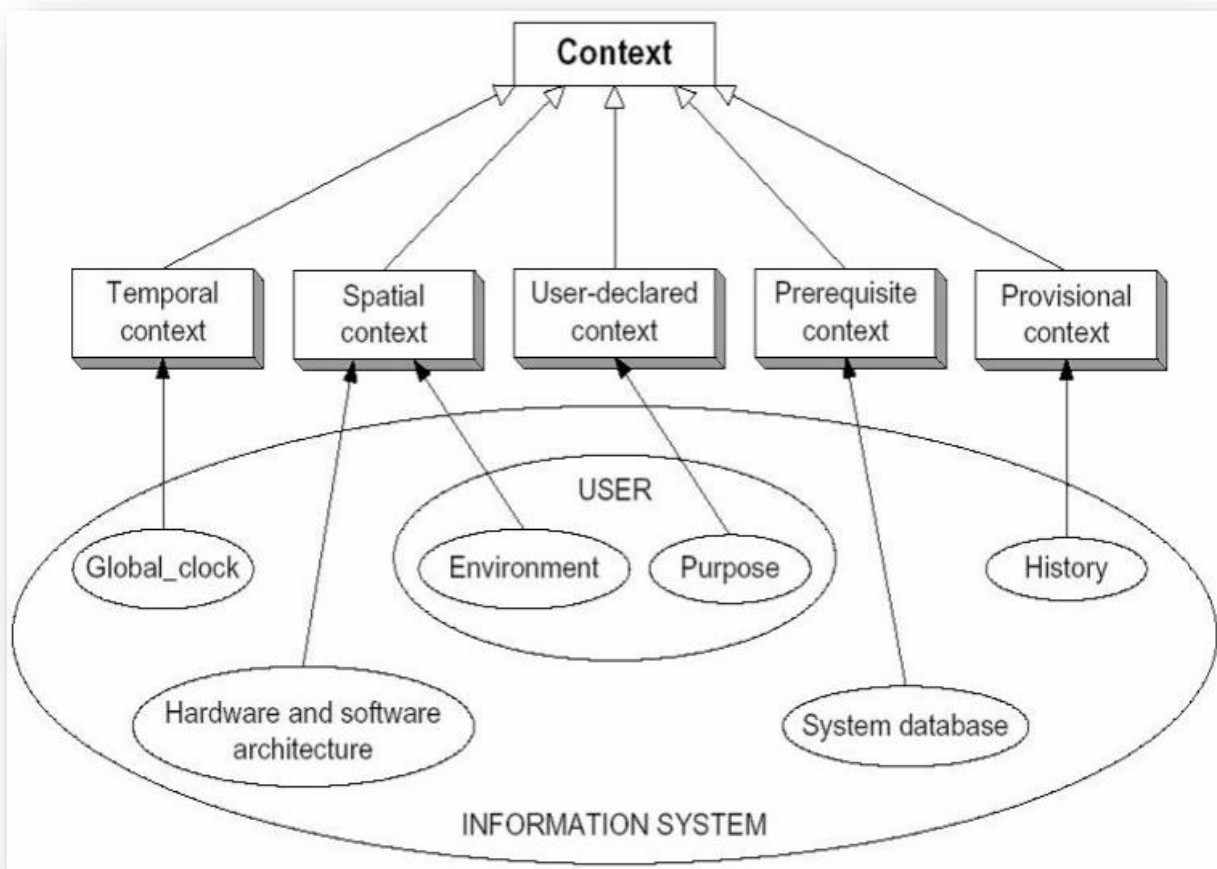 Context
Temporal
context
Spatial
context
User-declared
context
Prerequisite
context
Provisional
context
USER
Global_clock
Environment
Purpose
History
Hardware and software
architecture
System database
INFORMATION SYSTEM